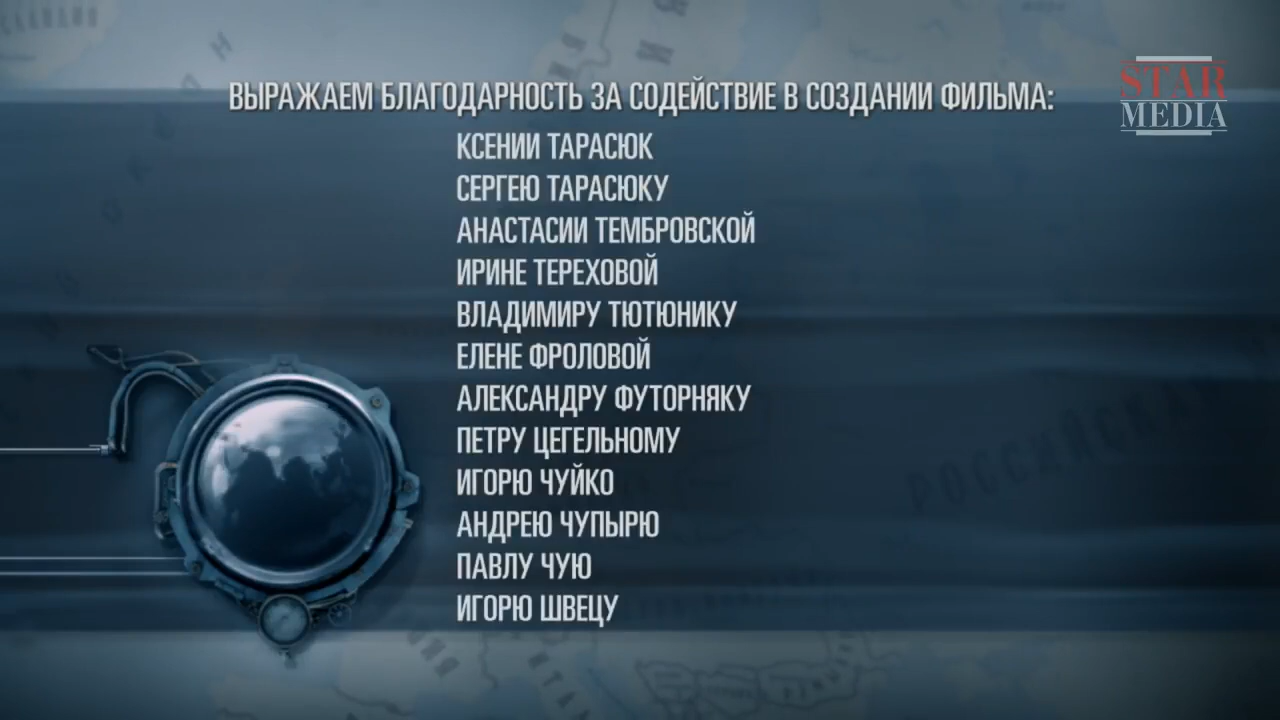 ВЫРАЖАЕМ БЛАГОДАРНОСТЬ ЗА СОДЕЙСТВИЕ В СОЗДАНИИ ФИЛЬМА:
STAR
MEDIA
КСЕНИИ ТАРАСЮК
СЕРГЕЮ ТАРАСЮКУ
АНАСТАСИИ ТЕМБРОВСКОЙ
ИРИНЕ ТЕРЕХОВОЙ
ВЛАДИМИРУ ТЮТЮНИКУ
ЕЛЕНЕ ФРОЛОВОЙ
АЛЕКСАНДРУ ФУТОРНЯКУ
ПЕТРУ ЦЕГЕЛЬНОМУ
ИГОРЮ ЧУЙКО
АНДРЕЮ ЧУПЫРЮ
ПАВЛУ ЧУЮ
ИГОРЮ ШВЕЦУ